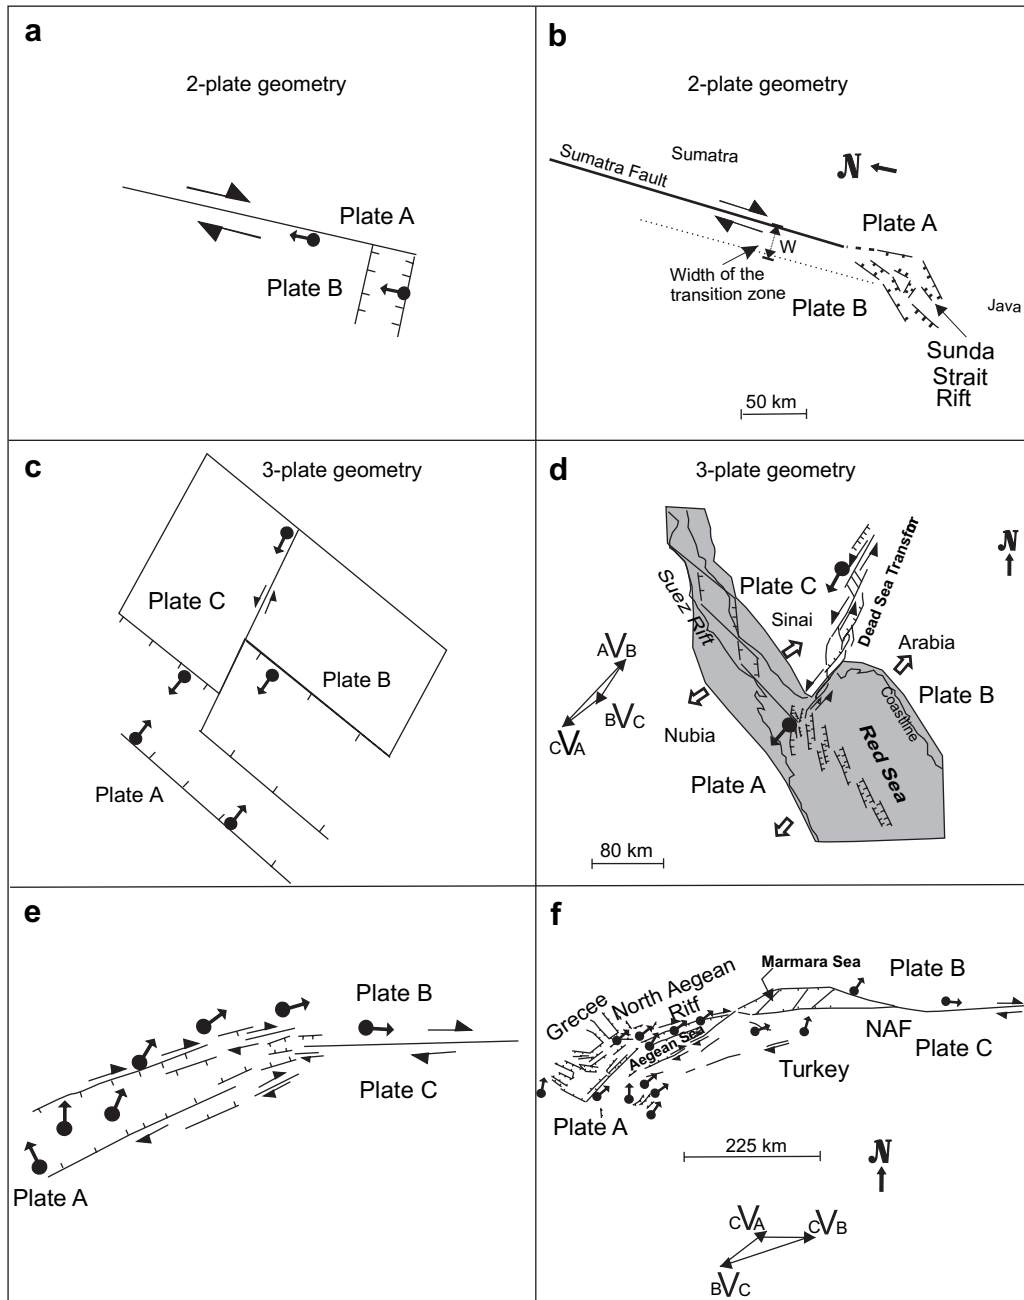 a
2-plate geometry
Plate A
Plate B
b
2-plate geometry
Sumatra Fault
Sumatra
N
Plate A
W
Width of the
transition zone
Plate B
Java
Sunda
Strait
Rift
50 km
c
3-plate geometry
Plate C
Plate B
Plate A
d
3-plate geometry
N
Suez Rift
Plate C
Sinai
Dead Sea Transfor
Arabia
Plate B
AVB
BVC
CVA
Nubia
Coastline
Red Sea
Plate A
80 km
e
Plate B
Plate C
Plate A
f
Marmara Sea
Plate B
North Aegean
Ritf
Grecee
Aegean Sea
NAF
Plate C
Turkey
Plate A
225 km
N
CVA
CVB
BVC